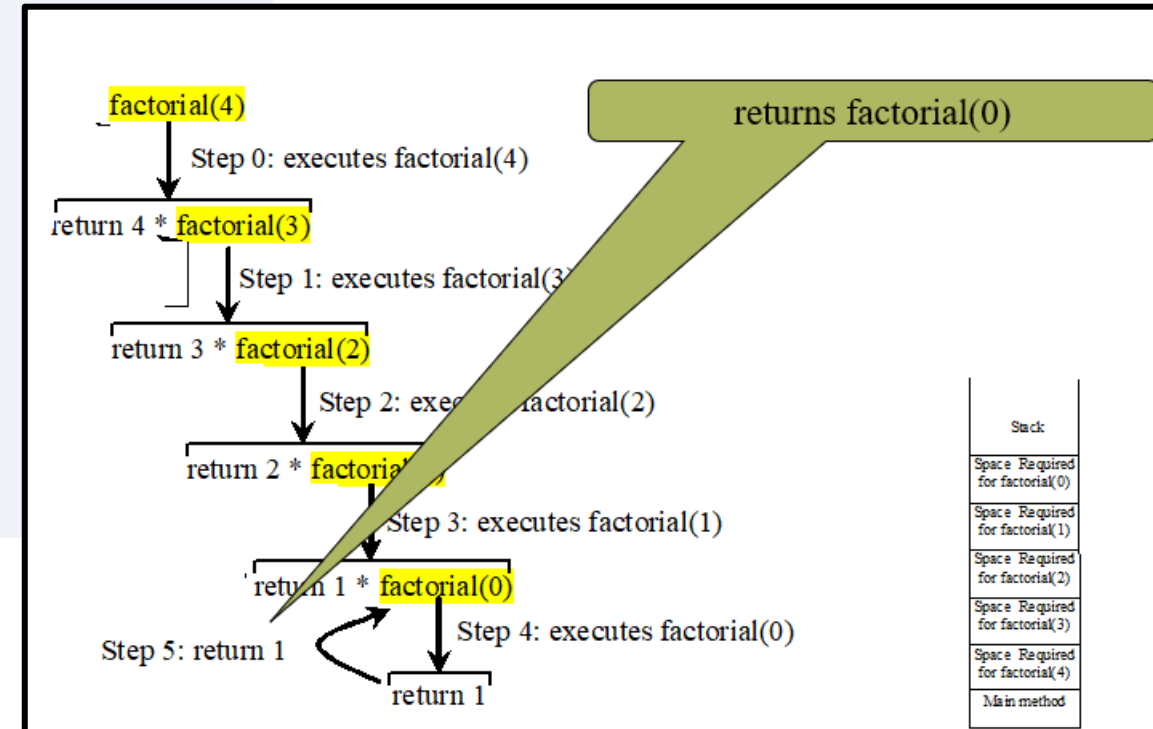 returns factorial(0)
factorial(4)
Step 0: executes factorial(4)
return 4 * factorial(3)
Step 1: executes factorial(3)
return 3 * factorial(2)
Step 2: factorial(2)
return 2 *
Step 3: executes factorial(1)
return 1 * factorial(0)
Step 4: executes factorial(0)
Step 5: return 1
return 1
Stack
Space Required
for factorial(0)
Space Required
for factorial(1)
Space Required
for factorial(2)
Space Required
for factorial(3)
Space Required
for factorial(4)
Main method